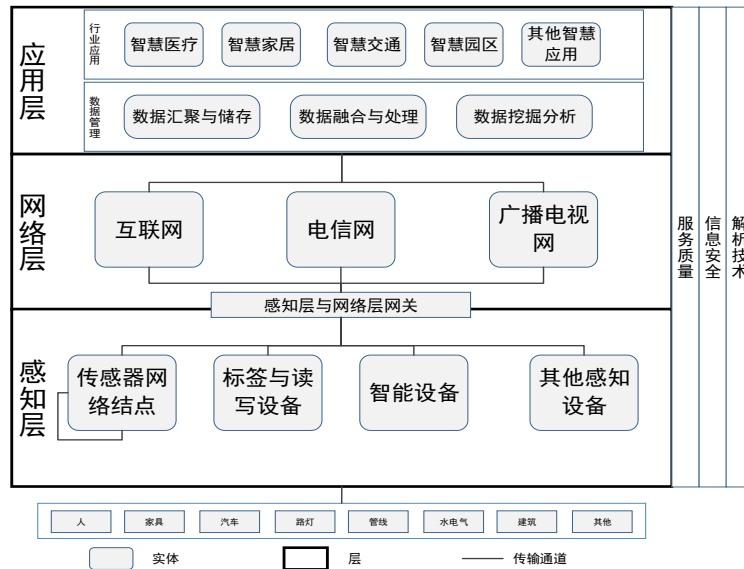 应用层
行业应用
智慧医疗
智慧家居
智慧交通
智慧园区
其他智慧
应用
数据管理
数据汇聚与储存
数据融合与处理
数据挖掘分析
网络层
互联网
电信网
广播电视
网
感知层与网络层网关
感知层
传感器网
络结点
标签与读
写设备
智能设备
其他感知
设备
服务质量
信息安全
解析技术
人
家具
汽车
路灯
管线
水电气
建筑
其他
实体
层
传输通道